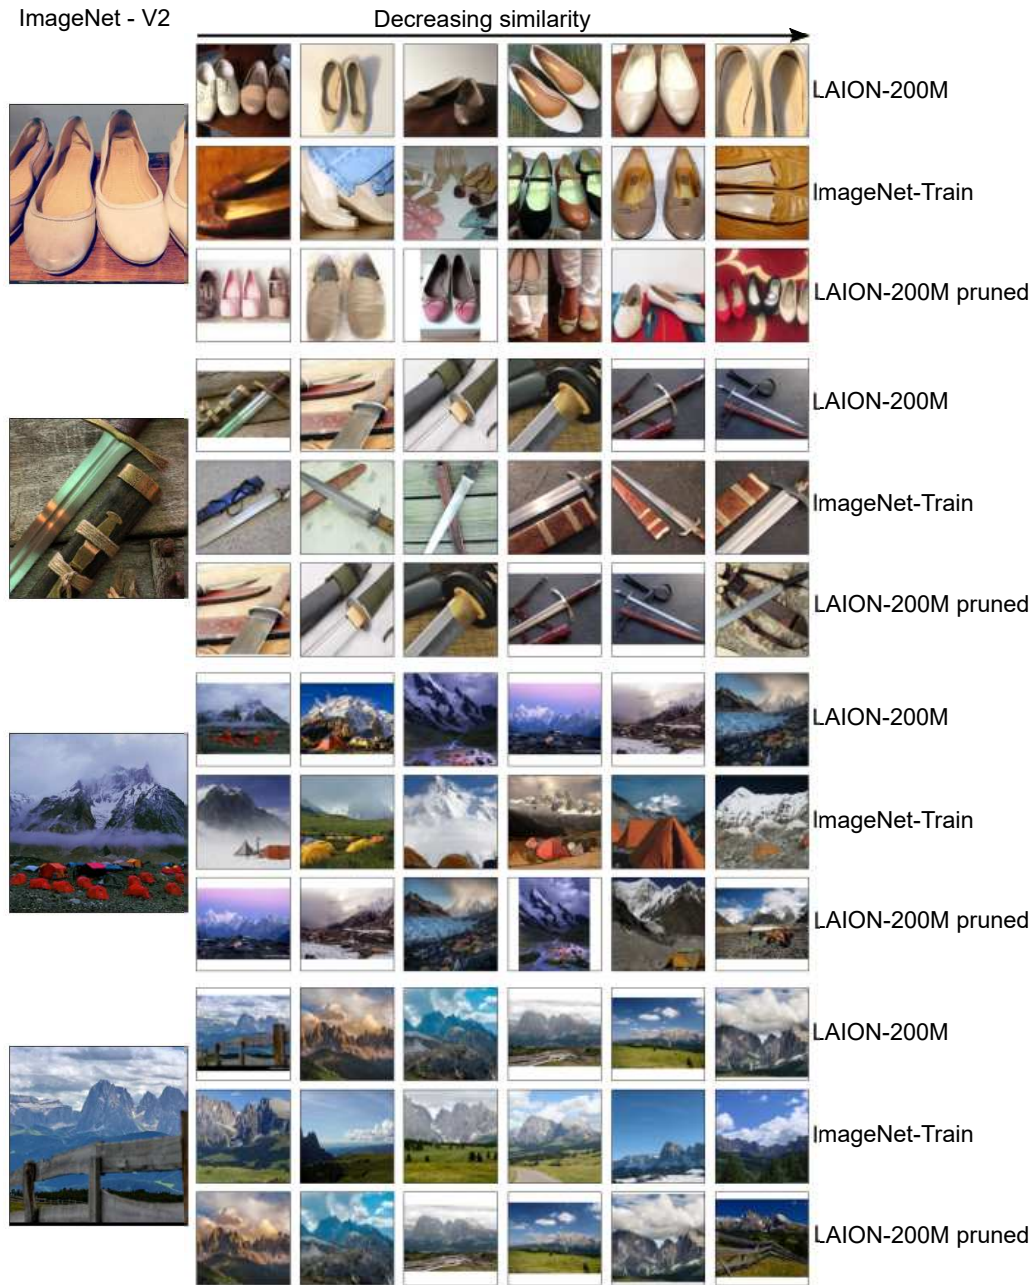 ImageNet - V2
Decreasing similarity
LAION-200M
ImageNet-Train
LAION-200M pruned
LAION-200M
ImageNet-Train
LAION-200M pruned
LAION-200M
ImageNet-Train
LAION-200M pruned
LAION-200M
ImageNet-Train
LAION-200M pruned